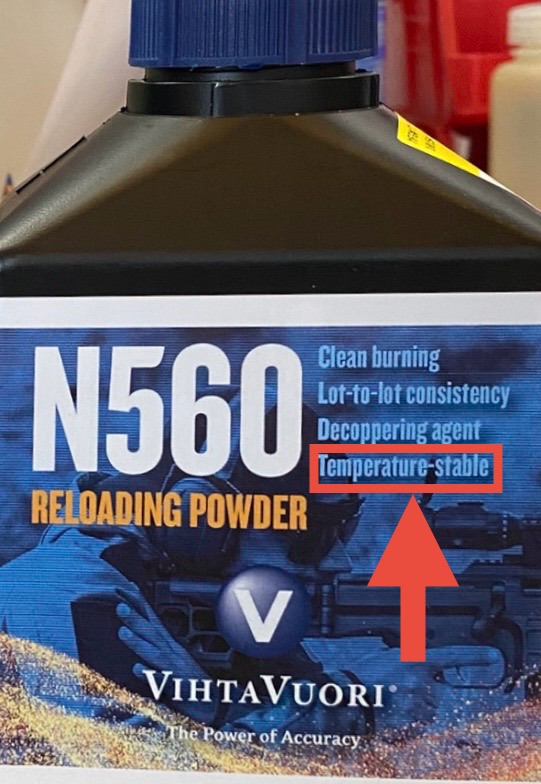 N560
RELOADING POWDER
Clean burning
Lot-to-lot consistency
Decoppering agent
Temperature-stable
V
VIHTAVUORI®
The Power of Accuracy